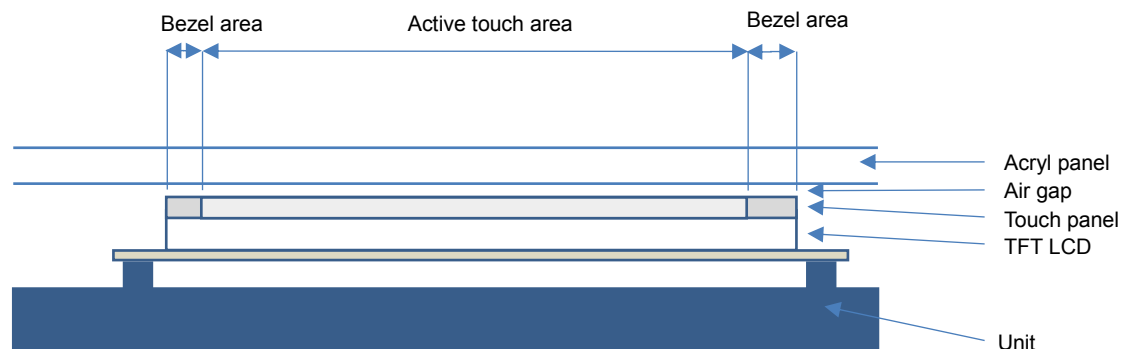 Bezel area
Active touch area
Bezel area
Acryl panel
Air gap
Touch panel
TFT LCD
Unit